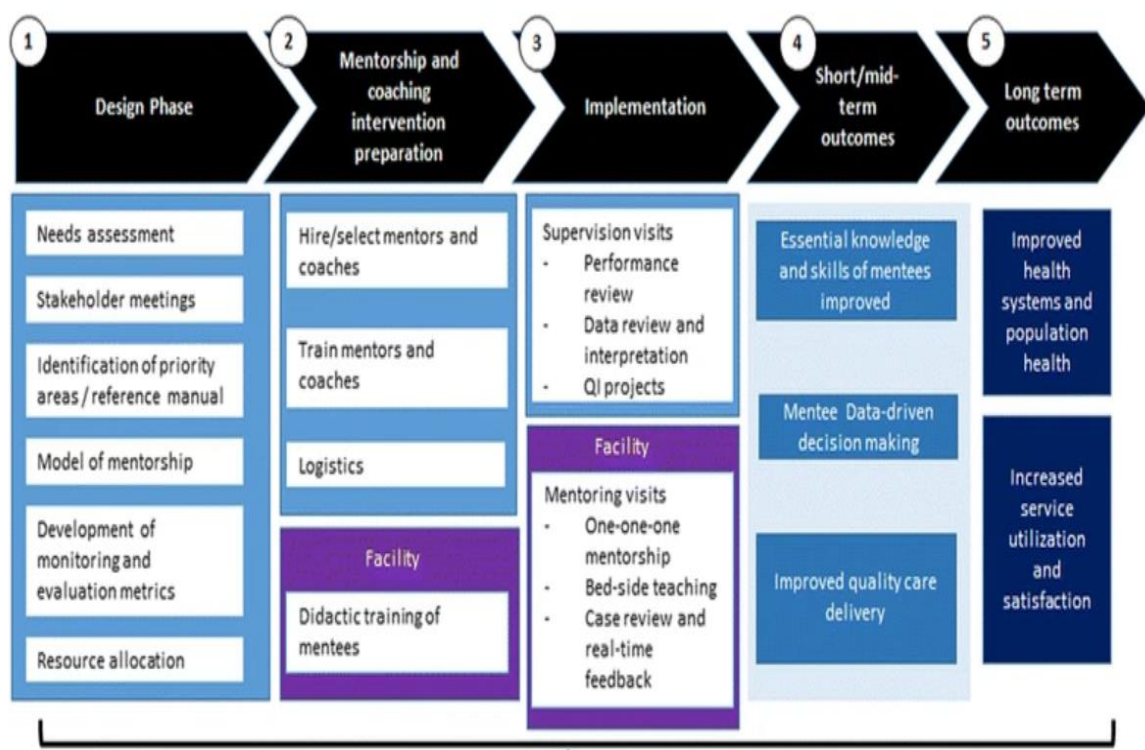 1
Design Phase
2
Mentorship and
coaching
intervention
preparation
3
Implementation
4
Short/mid-
term
outcomes
5
Long term
outcomes
Needs assessment
Stakeholder meetings
Identification of priority
areas / reference manual
Model of mentorship
Development of
monitoring and
evaluation metrics
Resource allocation
Hire/select mentors and
coaches
Train mentors and
coaches
Logistics
Facility
Didactic training of
mentees
Supervision visits
- Performance
review
- Data review and
interpretation
- QI projects
Facility
Mentoring visits
- One-one-one
mentorship
- Bed-side teaching
- Case review and
real-time
feedback
Essential knowledge
and skills of mentees
improved
Mentee Data-driven
decision making
Improved quality care
delivery
Improved
health
systems and
population
health
Increased
service
utilization
and
satisfaction